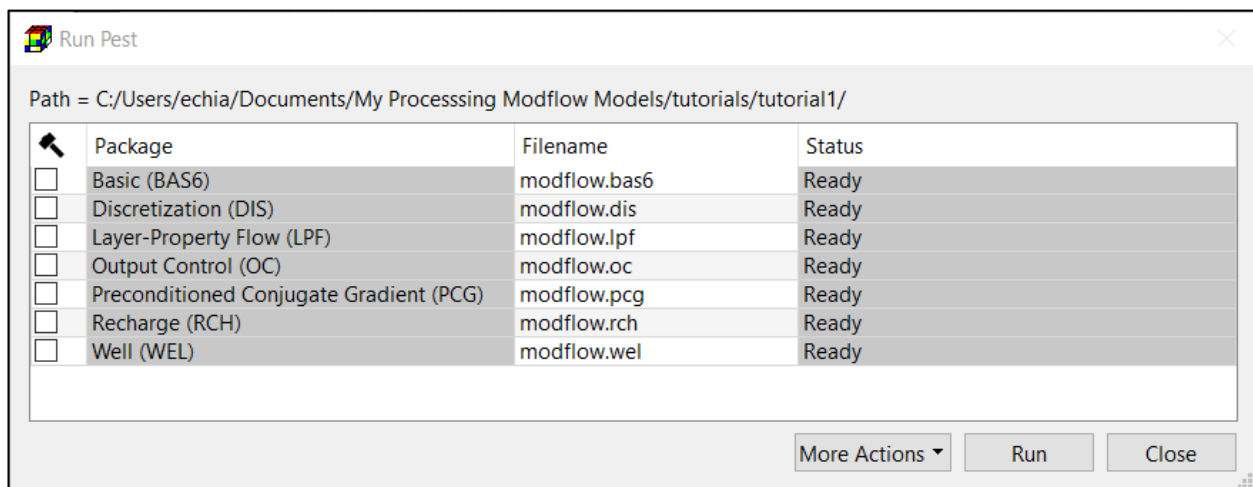 Run Pest
Path = C:/Users/echia/Documents/My Processsing Modflow Models/tutorials/tutorial1/
Package Filename Status
Basic (BAS6) modflow.bas6 Ready
Discretization (DIS) modflow.dis Ready
Layer-Property Flow (LPF) modflow.lpf Ready
Output Control (OC) modflow.oc Ready
Preconditioned Conjugate Gradient (PCG) modflow.pcg Ready
Recharge (RCH) modflow.rch Ready
Well (WEL) modflow.wel Ready
More Actions Run Close